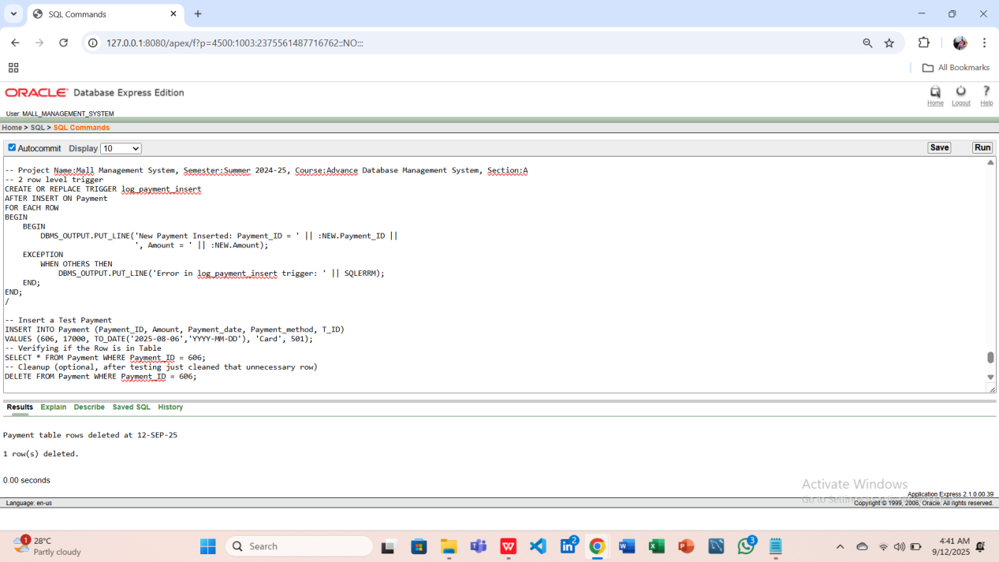 SQL Commands
127.0.0.1:8080/apex/f?p=4500:1003:2375561487716762::NO:::
All Bookmarks
ORACLE Database Express Edition
Home Logout Help
User: MALL_MANAGEMENT_SYSTEM
Home > SQL > SQL Commands
Autocommit Display 10 Save Run
-- Project Name:Mall Management System, Semester:Summer 2024-25, Course:Advance Database Management System, Section:A
-- 2 row level trigger
CREATE OR REPLACE TRIGGER log_payment_insert
AFTER INSERT ON Payment
FOR EACH ROW
BEGIN
BEGIN
DBMS_OUTPUT.PUT_LINE('New Payment Inserted: Payment_ID = ' || :NEW.Payment_ID ||
', Amount = ' || :NEW.Amount);
EXCEPTION
WHEN OTHERS THEN
DBMS_OUTPUT.PUT_LINE('Error in log_payment_insert trigger: ' || SQLERRM);
END;
END;
/
-- Insert a Test Payment
INSERT INTO Payment (Payment_ID, Amount, Payment_date, Payment_method, T_ID)
VALUES (606, 17000, TO_DATE('2025-08-06','YYYY-MM-DD'), 'Card', 501);
-- Verifying if the Row is in Table
SELECT * FROM Payment WHERE Payment_ID = 606;
-- Cleanup (optional, after testing just cleaned that unnecessary row)
DELETE FROM Payment WHERE Payment_ID = 606;
Results Explain Describe Saved SQL History
Payment table rows deleted at 12-SEP-25
1 row(s) deleted.
0.00 seconds
Activate Windows
Application Express 2.1.0.00.39
Go to
Language: en-us
Copyright © 1999, 2006, Oracle. All rights reserved.
1
28°C
Partly cloudy
Search
2
3
4:41 AM
9/12/2025